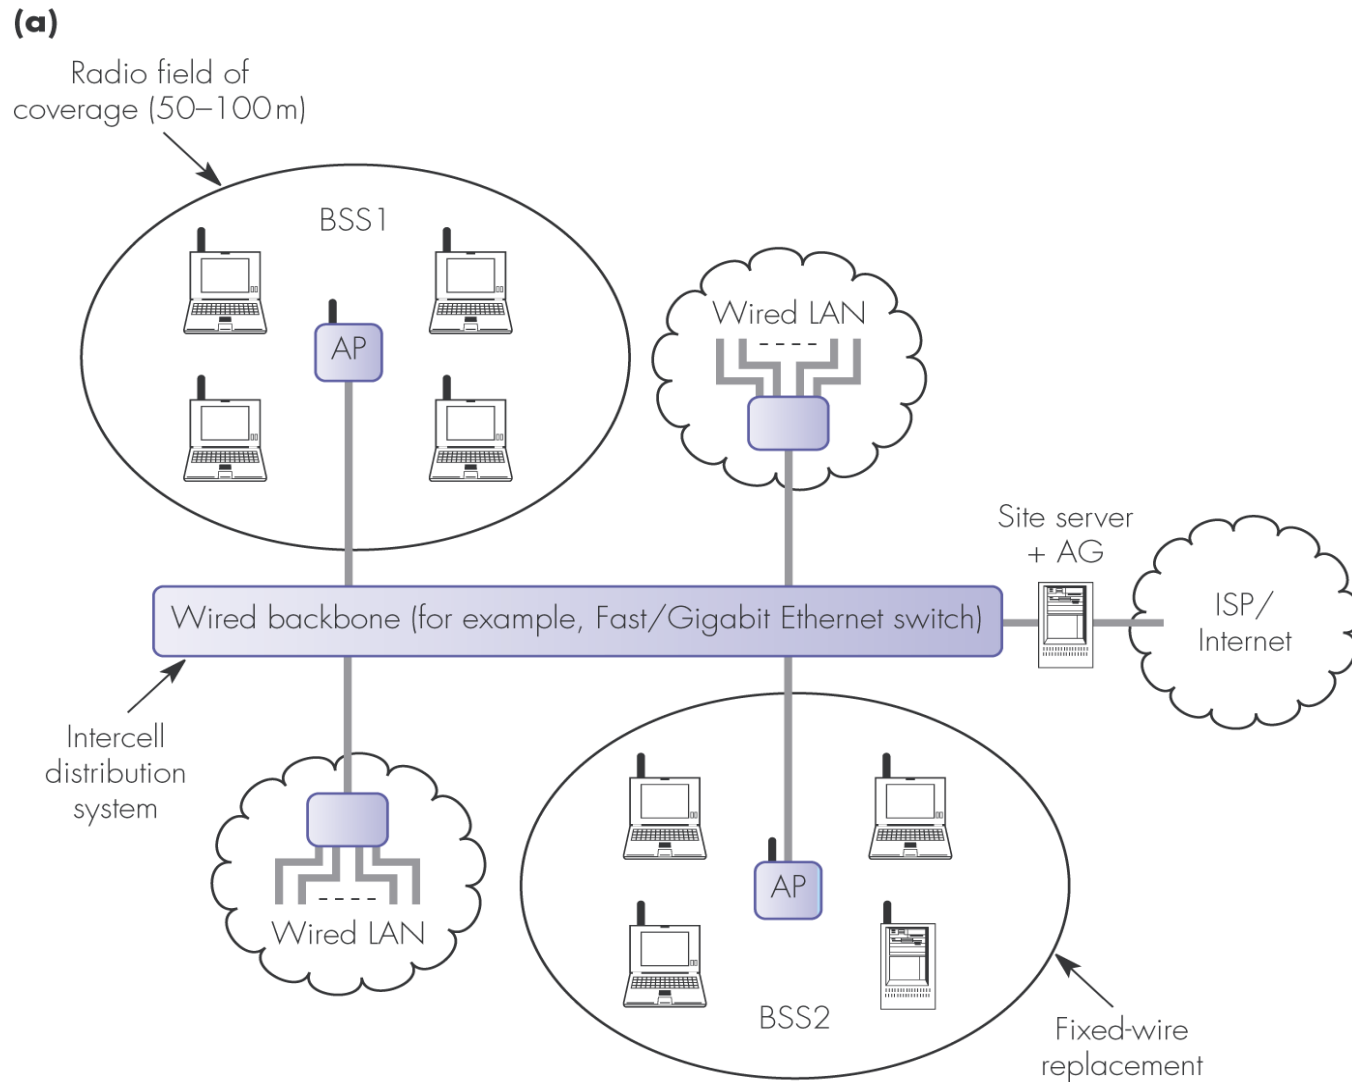 (a)
Radio field of
coverage (50–100 m)
BSS1
AP
Wired LAN
Site server
+ AG
ISP/
Internet
Wired backbone (for example, Fast/Gigabit Ethernet switch)
Intercell
distribution
system
Wired LAN
AP
BSS2
Fixed-wire
replacement